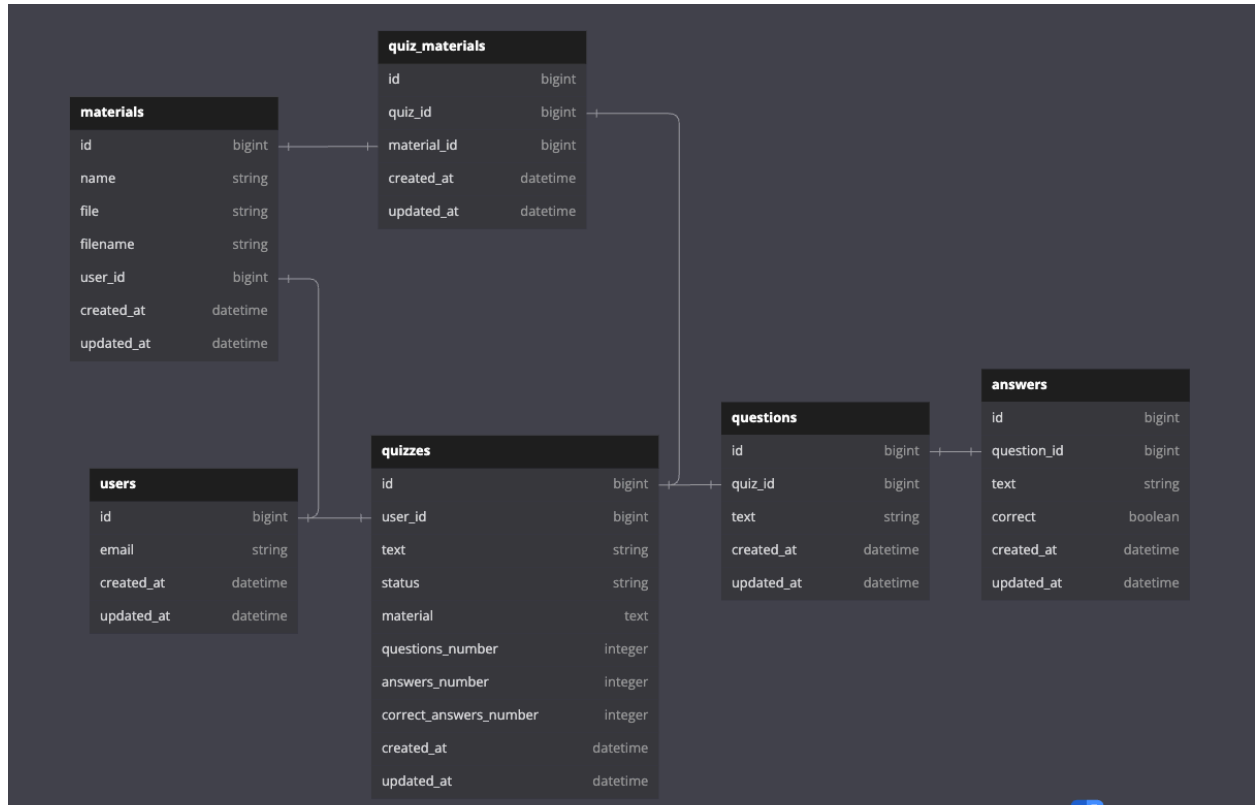 quiz_materials
id bigint
quiz_id bigint
material_id bigint
created_at datetime
updated_at datetime
materials
id bigint
name string
file string
filename string
user_id bigint
created_at datetime
updated_at datetime
users
id bigint
email string
created_at datetime
updated_at datetime
quizzes
id bigint
user_id bigint
text string
status string
material text
questions_number integer
answers_number integer
correct_answers_number integer
created_at datetime
updated_at datetime
questions
id bigint
quiz_id bigint
text string
created_at datetime
updated_at datetime
answers
id bigint
question_id bigint
text string
correct boolean
created_at datetime
updated_at datetime